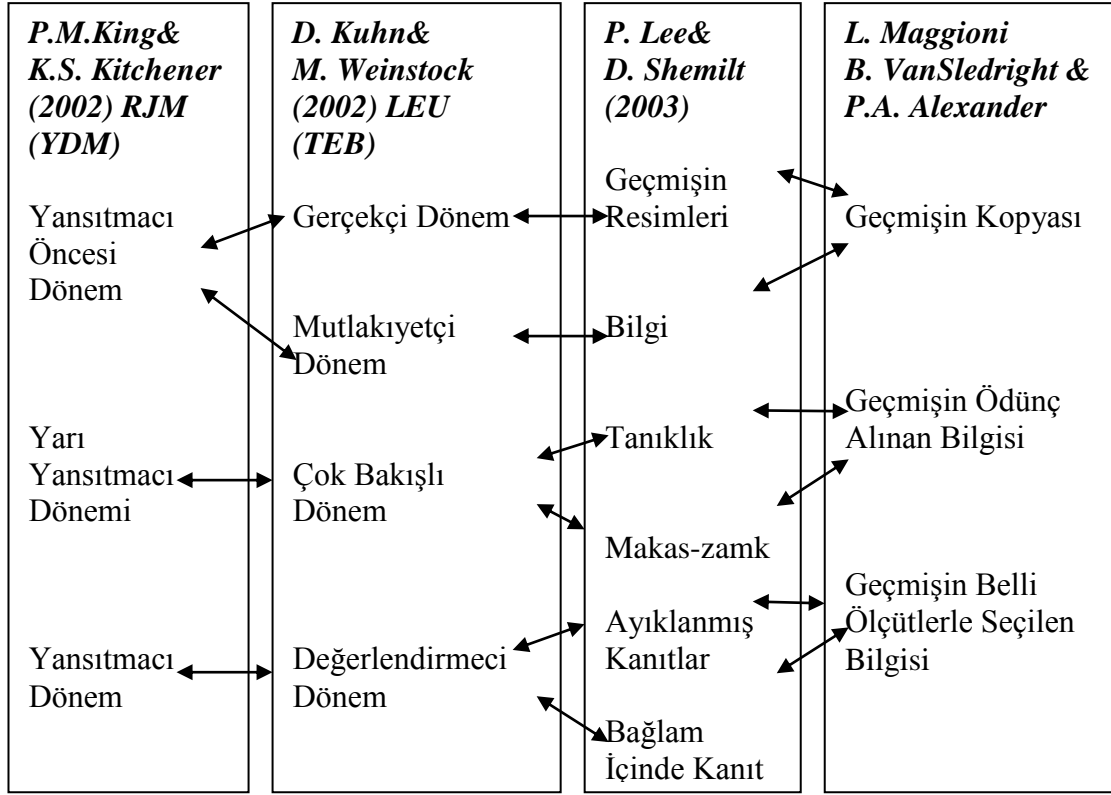 P.M.King&
K.S. Kitchener
(2002) RJM
(YDM)
Yansıtmacı
Öncesi
Dönem
Yarı
Yansıtmacı
Dönemi
Yansıtmacı
Dönem
D. Kuhn&
M. Weinstock
(2002) LEU
(TEB)
Gerçekçi Dönem
Mutlakıyetçi
Dönem
Çok Bakışlı
Dönem
Değerlendirmeci
Dönem
P. Lee&
D. Shemilt
(2003)
Geçmişin
Resimleri
Bilgi
Tanıklık
Makas-zamk
Ayıklanmış
Kanıtlar
Bağlam
İçinde Kanıt
L. Maggioni
B. VanSledright &
P.A. Alexander
Geçmişin Kopyası
Geçmişin Ödünç
Alınan Bilgisi
Geçmişin Belli
Ölçütlerle Seçilen
Bilgisi